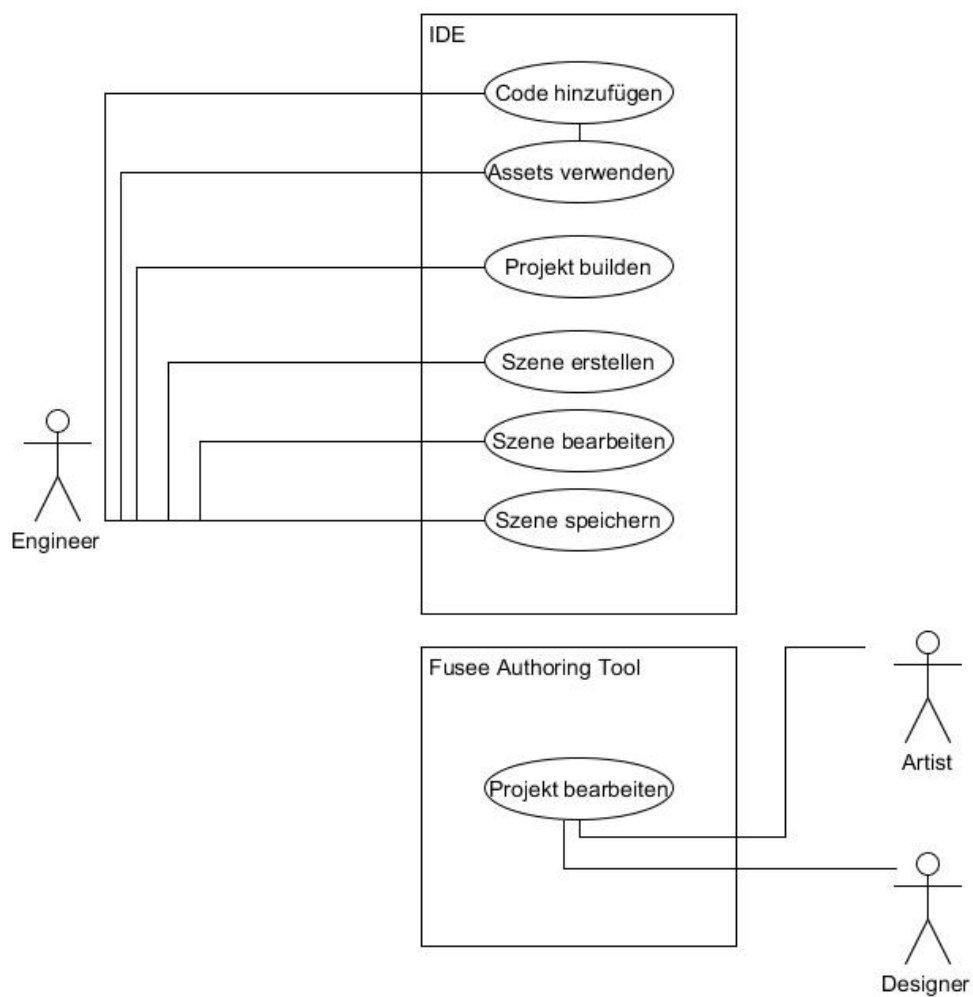 IDE
Code hinzufügen
Assets verwenden
Projekt builden
Szene erstellen
Szene bearbeiten
Szene speichern
Engineer
Fusee Authoring Tool
Artist
Projekt bearbeiten
Designer